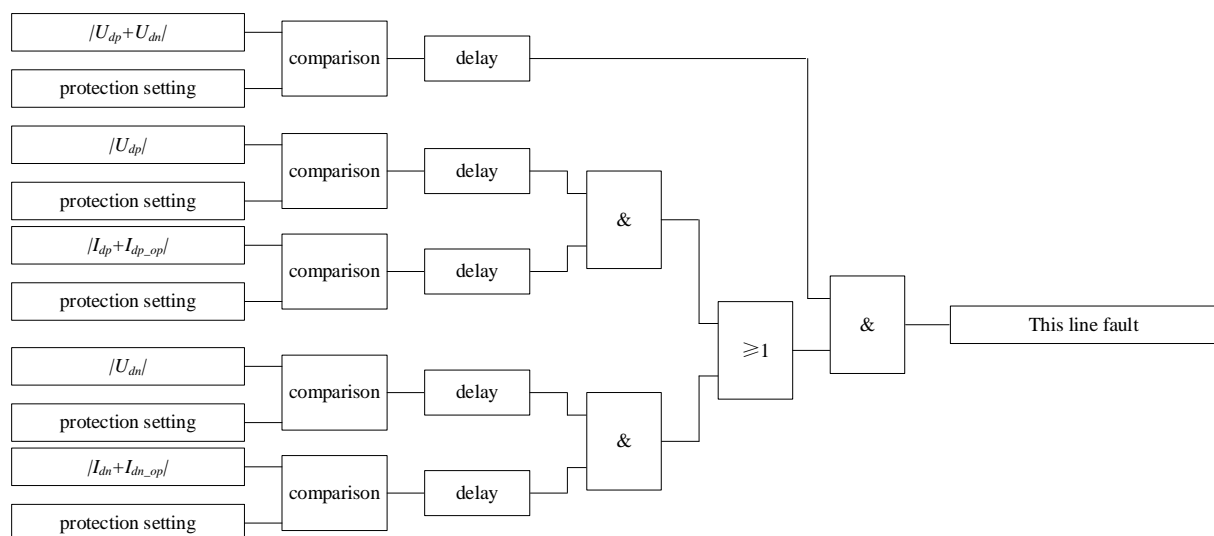 |Udp+Udn|
protection setting
comparison
delay
|Udp|
protection setting
comparison
delay
|Idp+Idp_op|
protection setting
comparison
delay
&
|Udn|
protection setting
comparison
delay
|Idn+Idn_op|
protection setting
comparison
delay
&
⩾1
&
This line fault